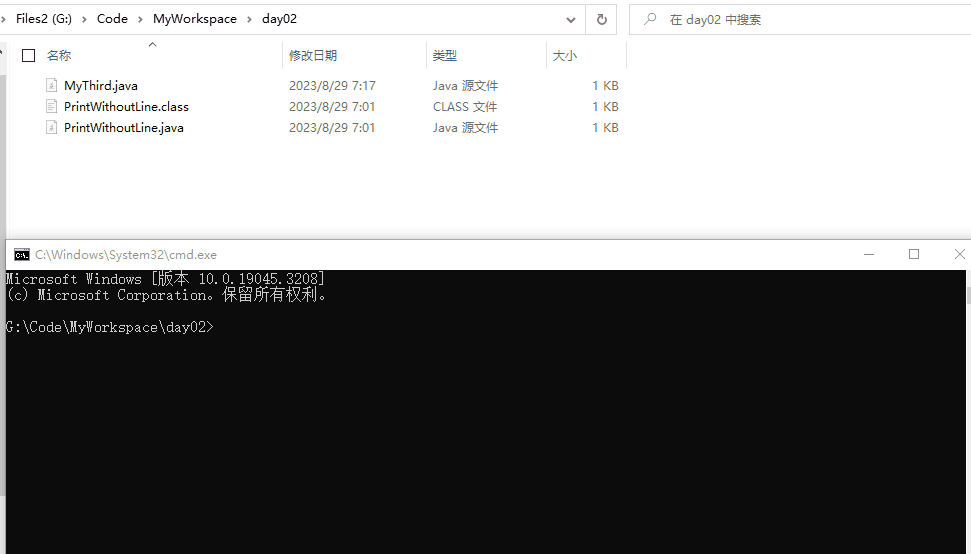 Files2 (G:) › Code › MyWorkspace › day02
在 day02 中搜索
名称 修改日期 类型 大小
MyThird.java 2023/8/29 7:17 Java 源文件 1 KB
PrintWithoutLine.class 2023/8/29 7:01 CLASS 文件 1 KB
PrintWithoutLine.java 2023/8/29 7:01 Java 源文件 1 KB
C:\Windows\System32\cmd.exe
Microsoft Windows [版本 10.0.19045.3208]
(c) Microsoft Corporation。保留所有权利。
G:\Code\MyWorkspace\day02>